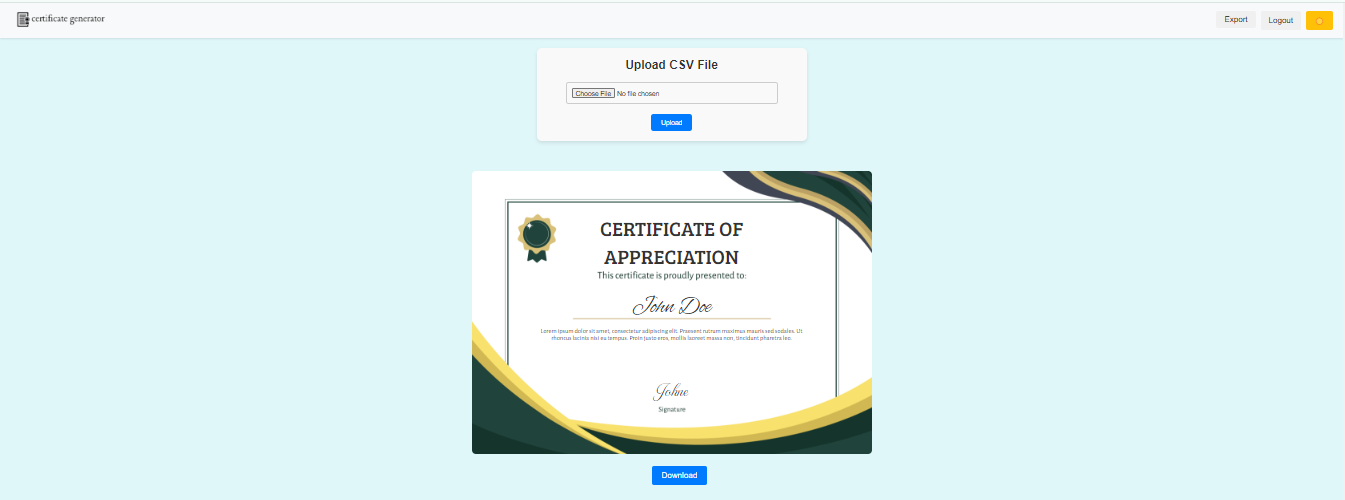 certificate generator
Export
Logout
Upload CSV File
Choose File No file chosen
Upload
CERTIFICATE OF
APPRECIATION
This certificate is proudly presented to:
John Doe
Lorem ipsum dolor sit amet, consectetur adipiscing elit. Praesent rutrum maximus mauris sed sodales. Ut
rhoncus lacinia nisi eu tempus. Proin justo eros, mollis laoreet massa non, tincidunt pharetra leo.
Johne
Signature
Download